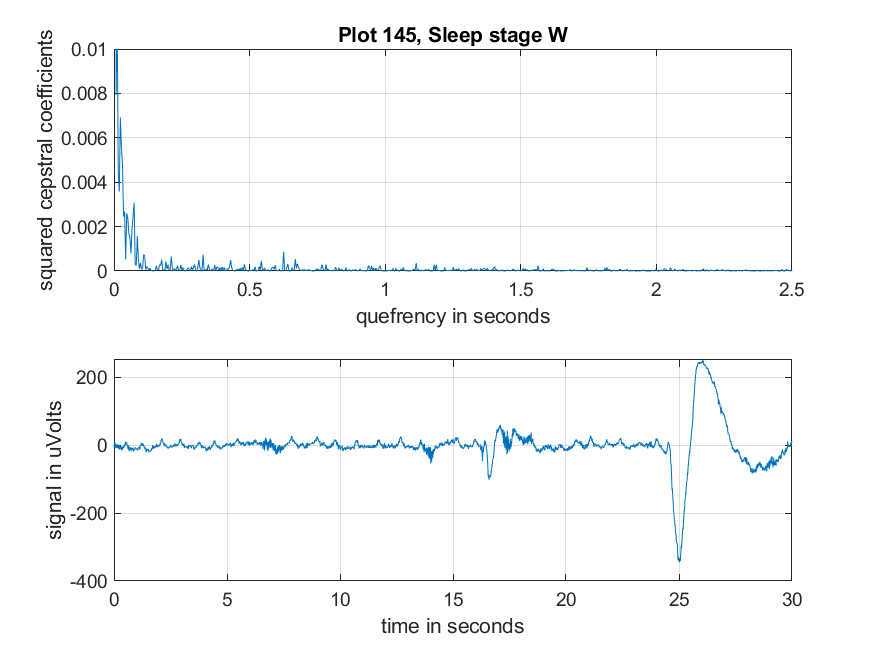 Plot 145, Sleep stage W
squared cepstral coefficients
0.01
0.008
0.006
0.004
0.002
0
0 0.5 1 1.5 2 2.5
quefrency in seconds
signal in uVolts
200
0
-200
-400
0 5 10 15 20 25 30
time in seconds